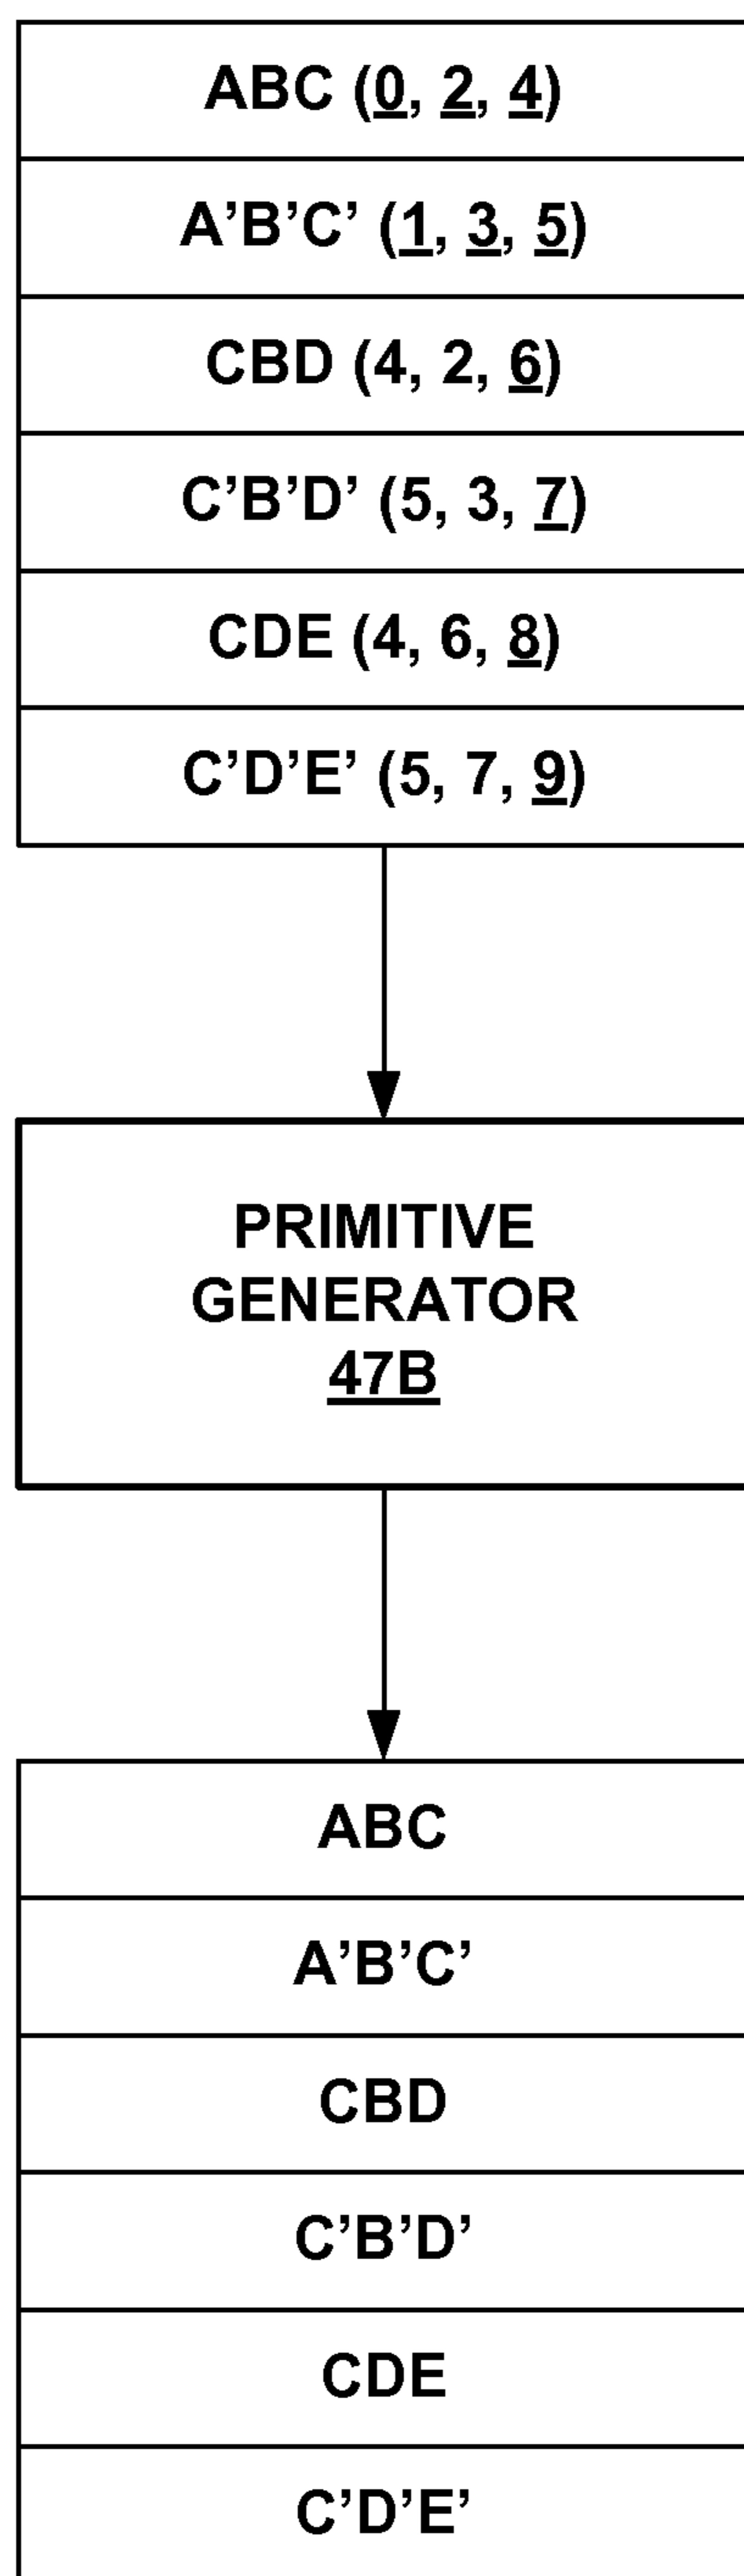 ABC (0, 2, 4)
A’B’C’ (1, 3, 5)
CBD (4, 2, 6)
C’B’D’ (5, 3, 7)
CDE (4, 6, 8)
C’D’E’ (5, 7, 9)
PRIMITIVE
GENERATOR
47B
ABC
A’B’C’
CBD
C’B’D’
CDE
C’D’E’